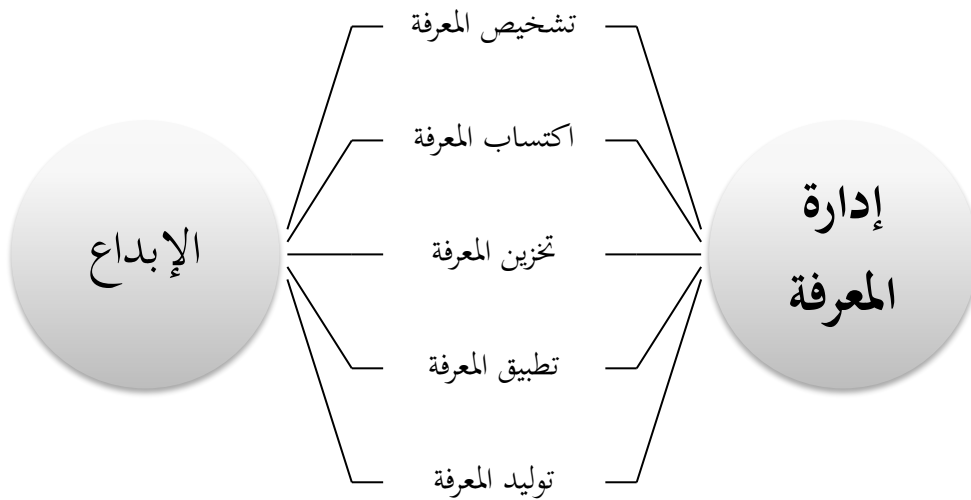 إدارة
المعرفة
تشخيص المعرفة
اكتساب المعرفة
تخزين المعرفة
تطبيق المعرفة
توليد المعرفة
الإبداع